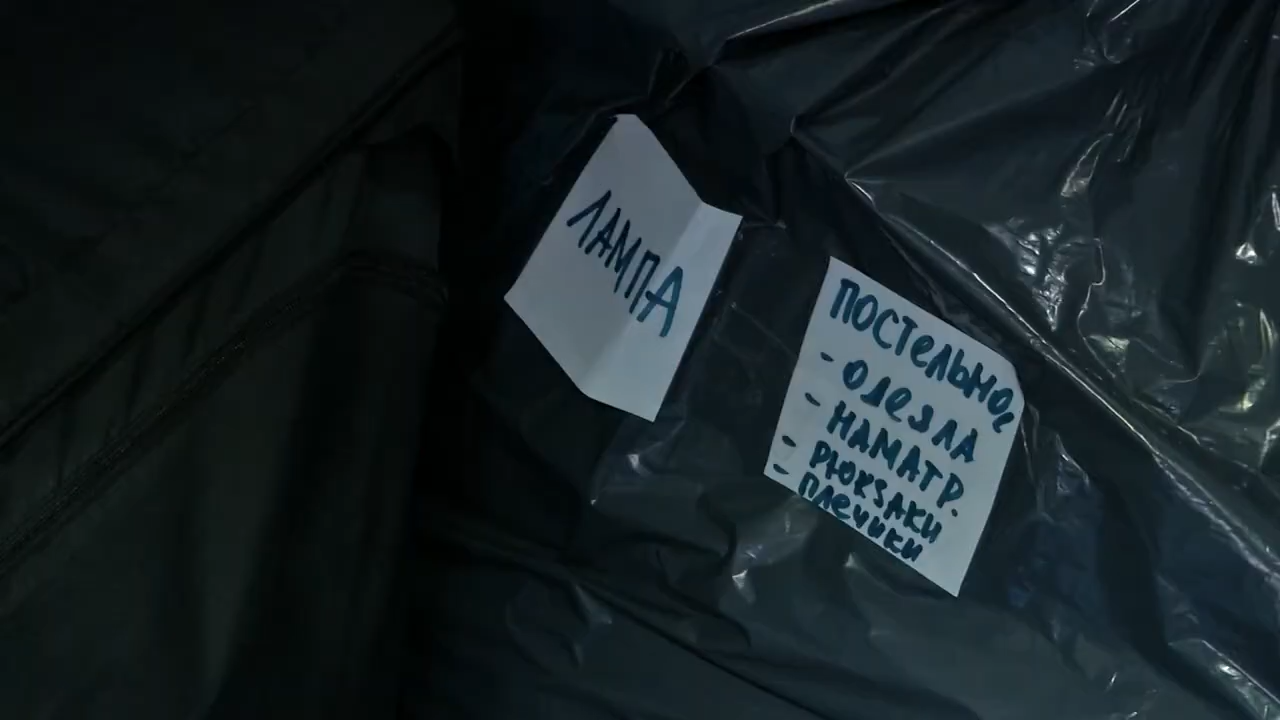 ЛАМПА
ПОСТЕЛЬНОЕ
- ОДЕЯЛА
- НАМАТР.
- РЮКЗАКИ
- ПЛЕЧИКИ